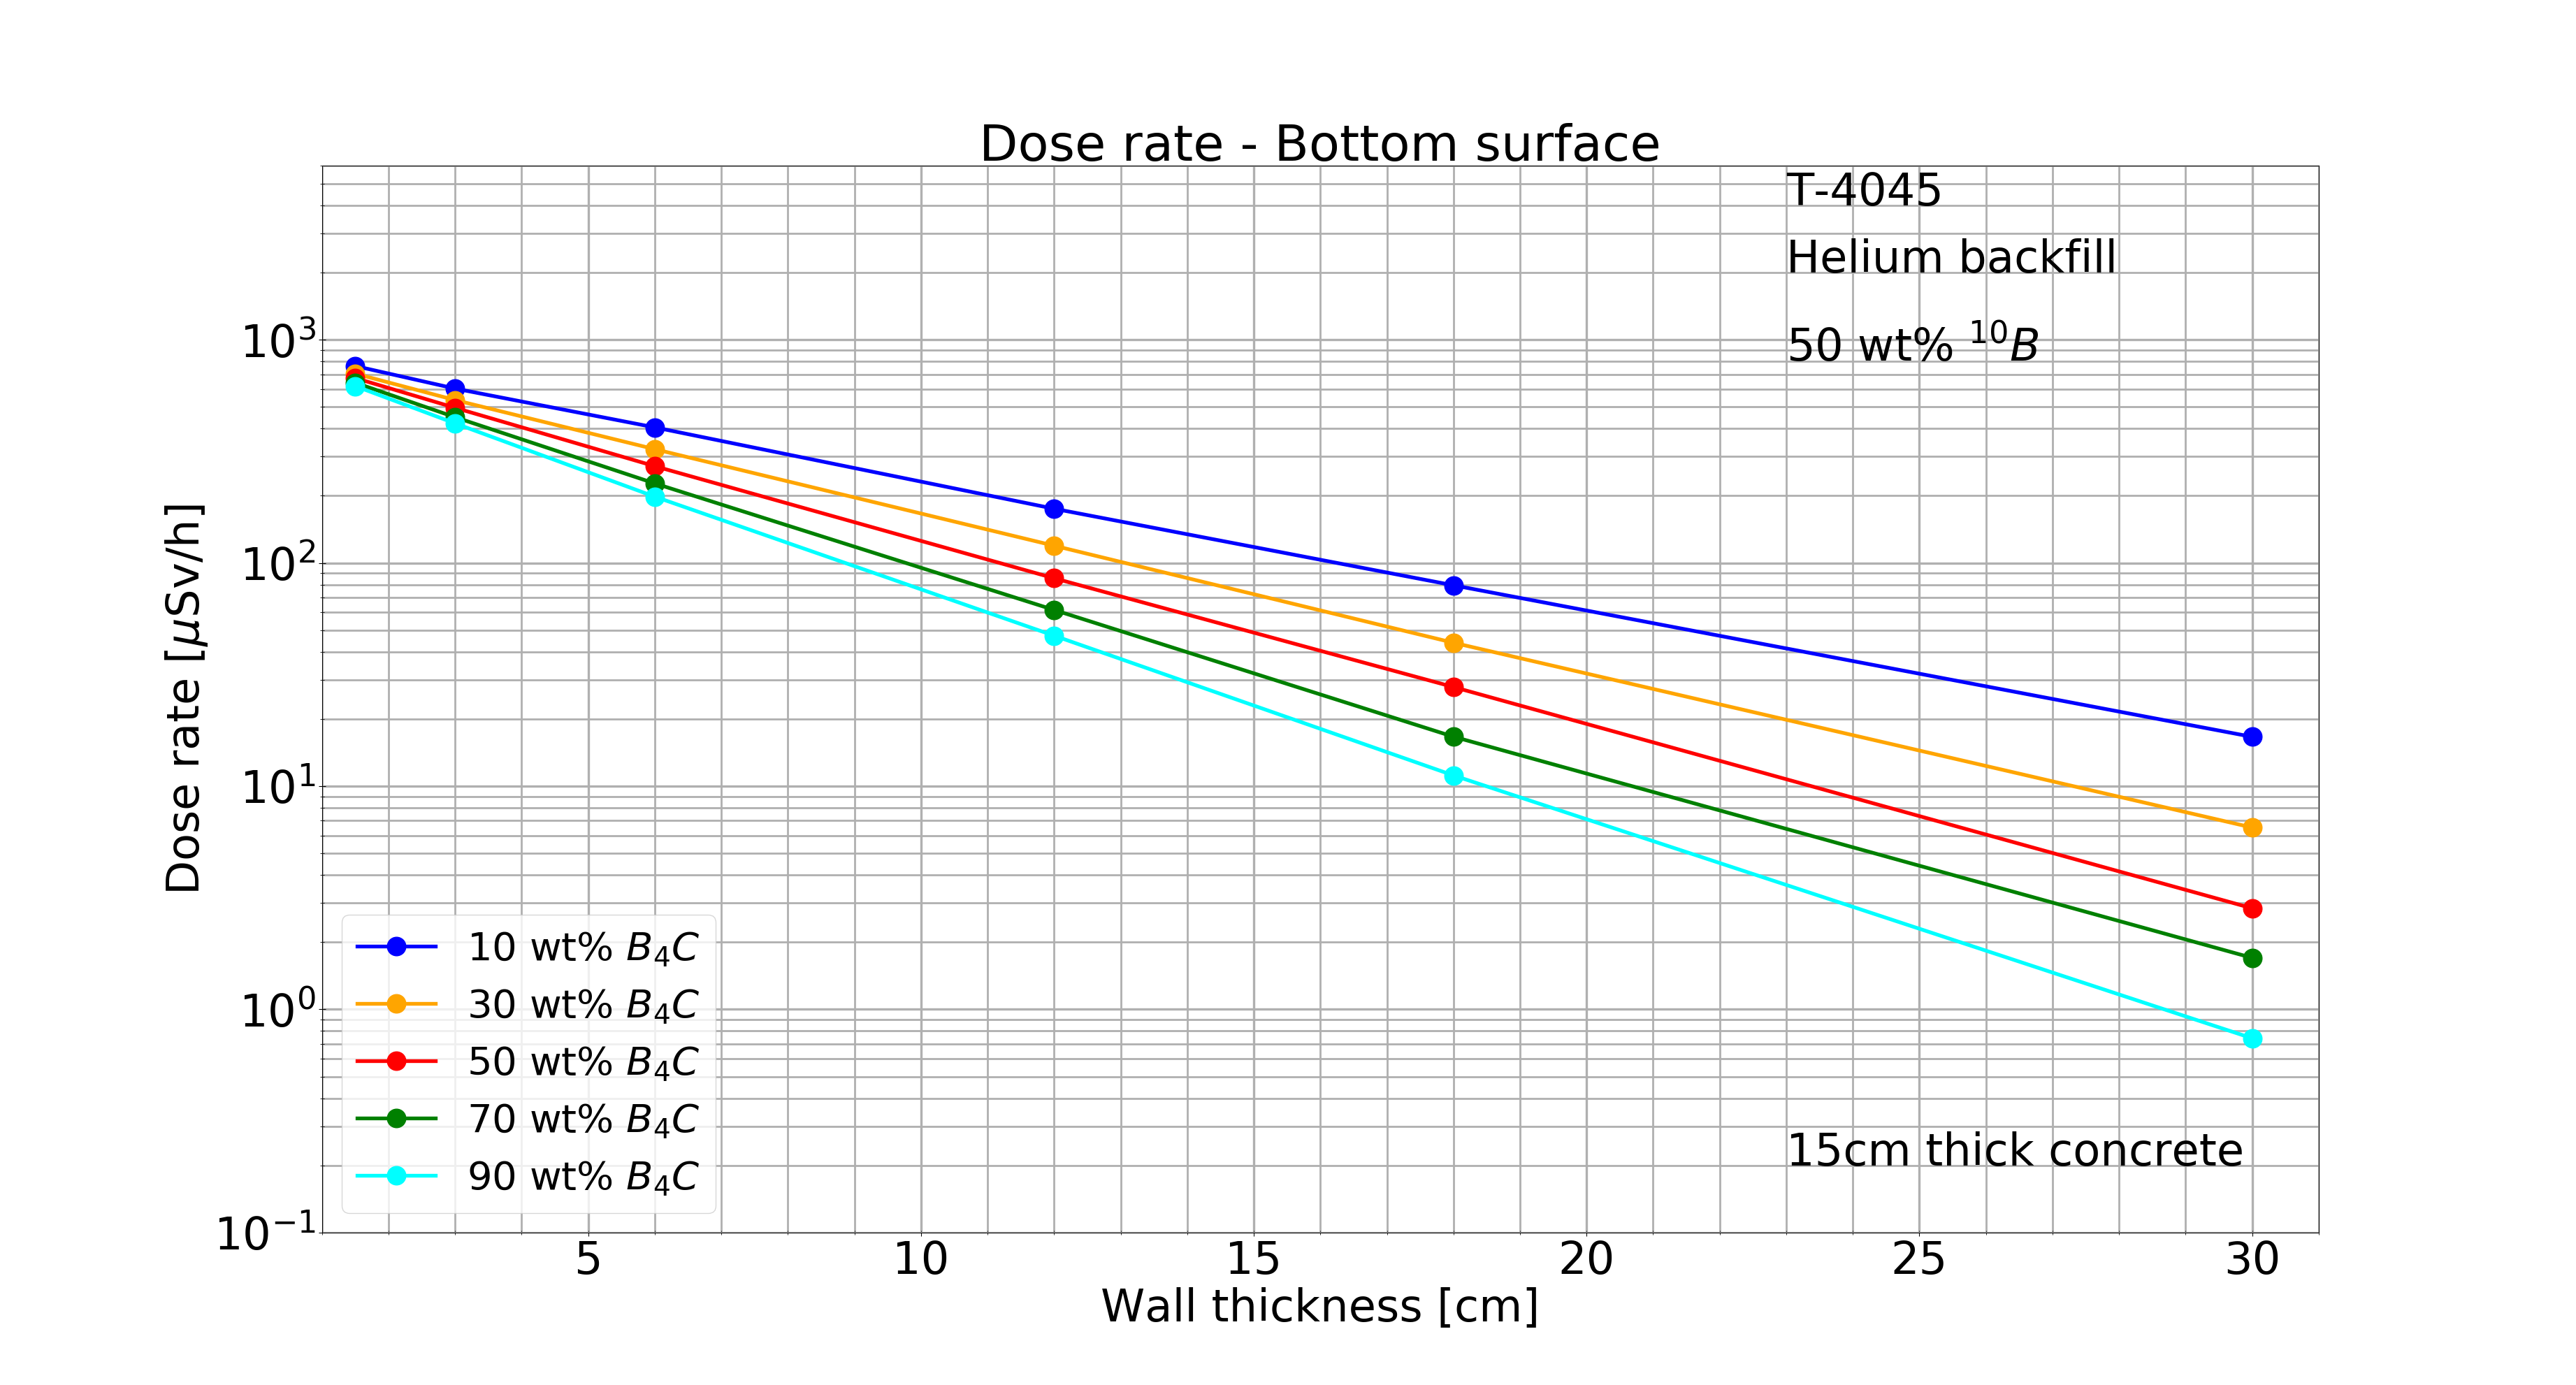 Dose rate - Bottom surface
T-4045
Helium backfill
50 wt% ¹⁰B
10³
10²
10¹
10⁰
10⁻¹
Dose rate [μSv/h]
10 wt% B₄C
30 wt% B₄C
50 wt% B₄C
70 wt% B₄C
90 wt% B₄C
15cm thick concrete
5 10 15 20 25 30
Wall thickness [cm]